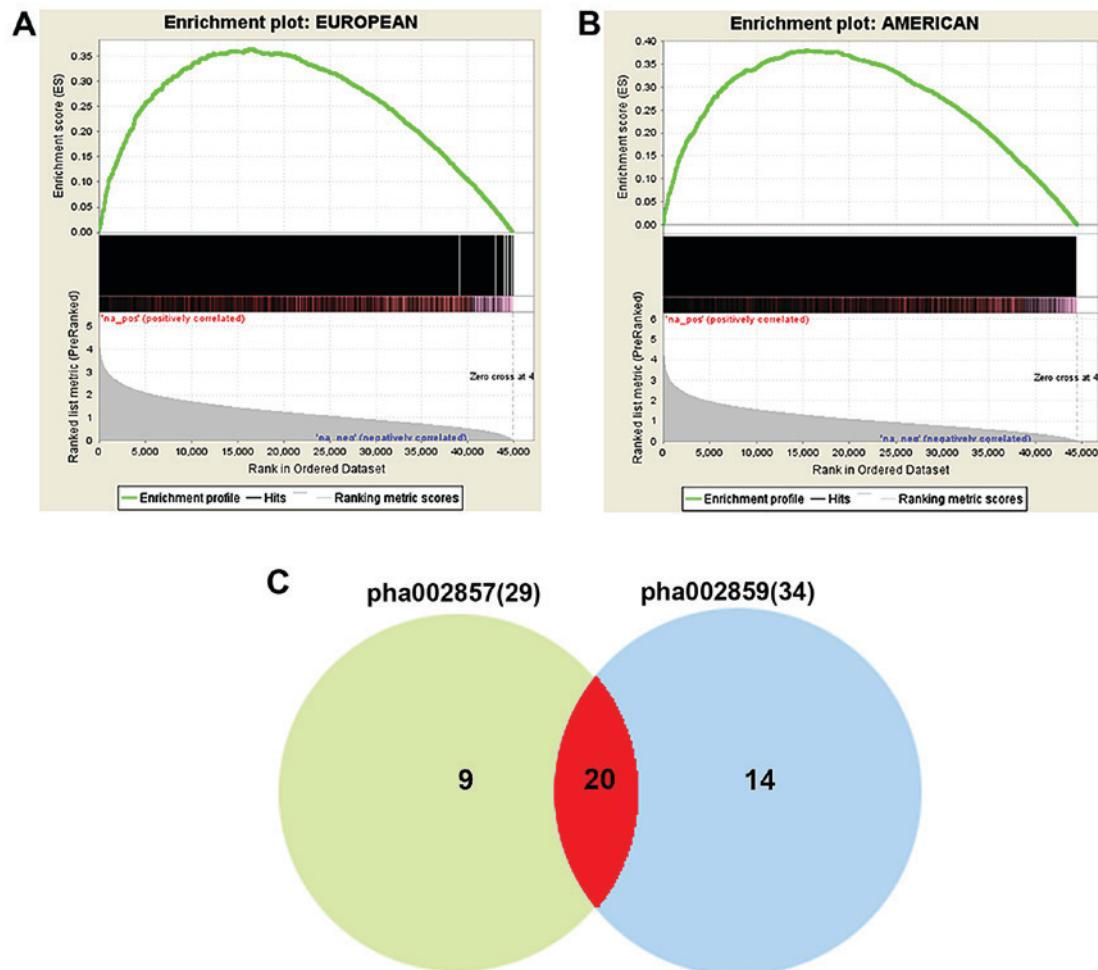 A
Enrichment plot: EUROPEAN
Enrichment score (ES)
0.35
0.30
0.25
0.20
0.15
0.10
0.05
0.00
'na_pos' (positively correlated)
Ranked list metric (PreRanked)
5
4
3
2
1
0
Zero cross at 4
'na_neg' (negatively correlated)
0 5,000 10,000 15,000 20,000 25,000 30,000 35,000 40,000 45,000
Rank in Ordered Dataset
Enrichment profile Hits Ranking metric scores
B
Enrichment plot: AMERICAN
Enrichment score (ES)
0.40
0.35
0.30
0.25
0.20
0.15
0.10
0.05
0.00
'na_pos' (positively correlated)
Ranked list metric (PreRanked)
6
5
4
3
2
1
0
Zero cross at 4
'na_neg' (negatively correlated)
0 5,000 10,000 15,000 20,000 25,000 30,000 35,000 40,000 45,000
Rank in Ordered Dataset
Enrichment profile Hits Ranking metric scores
C
pha002857(29) pha002859(34)
9 20 14